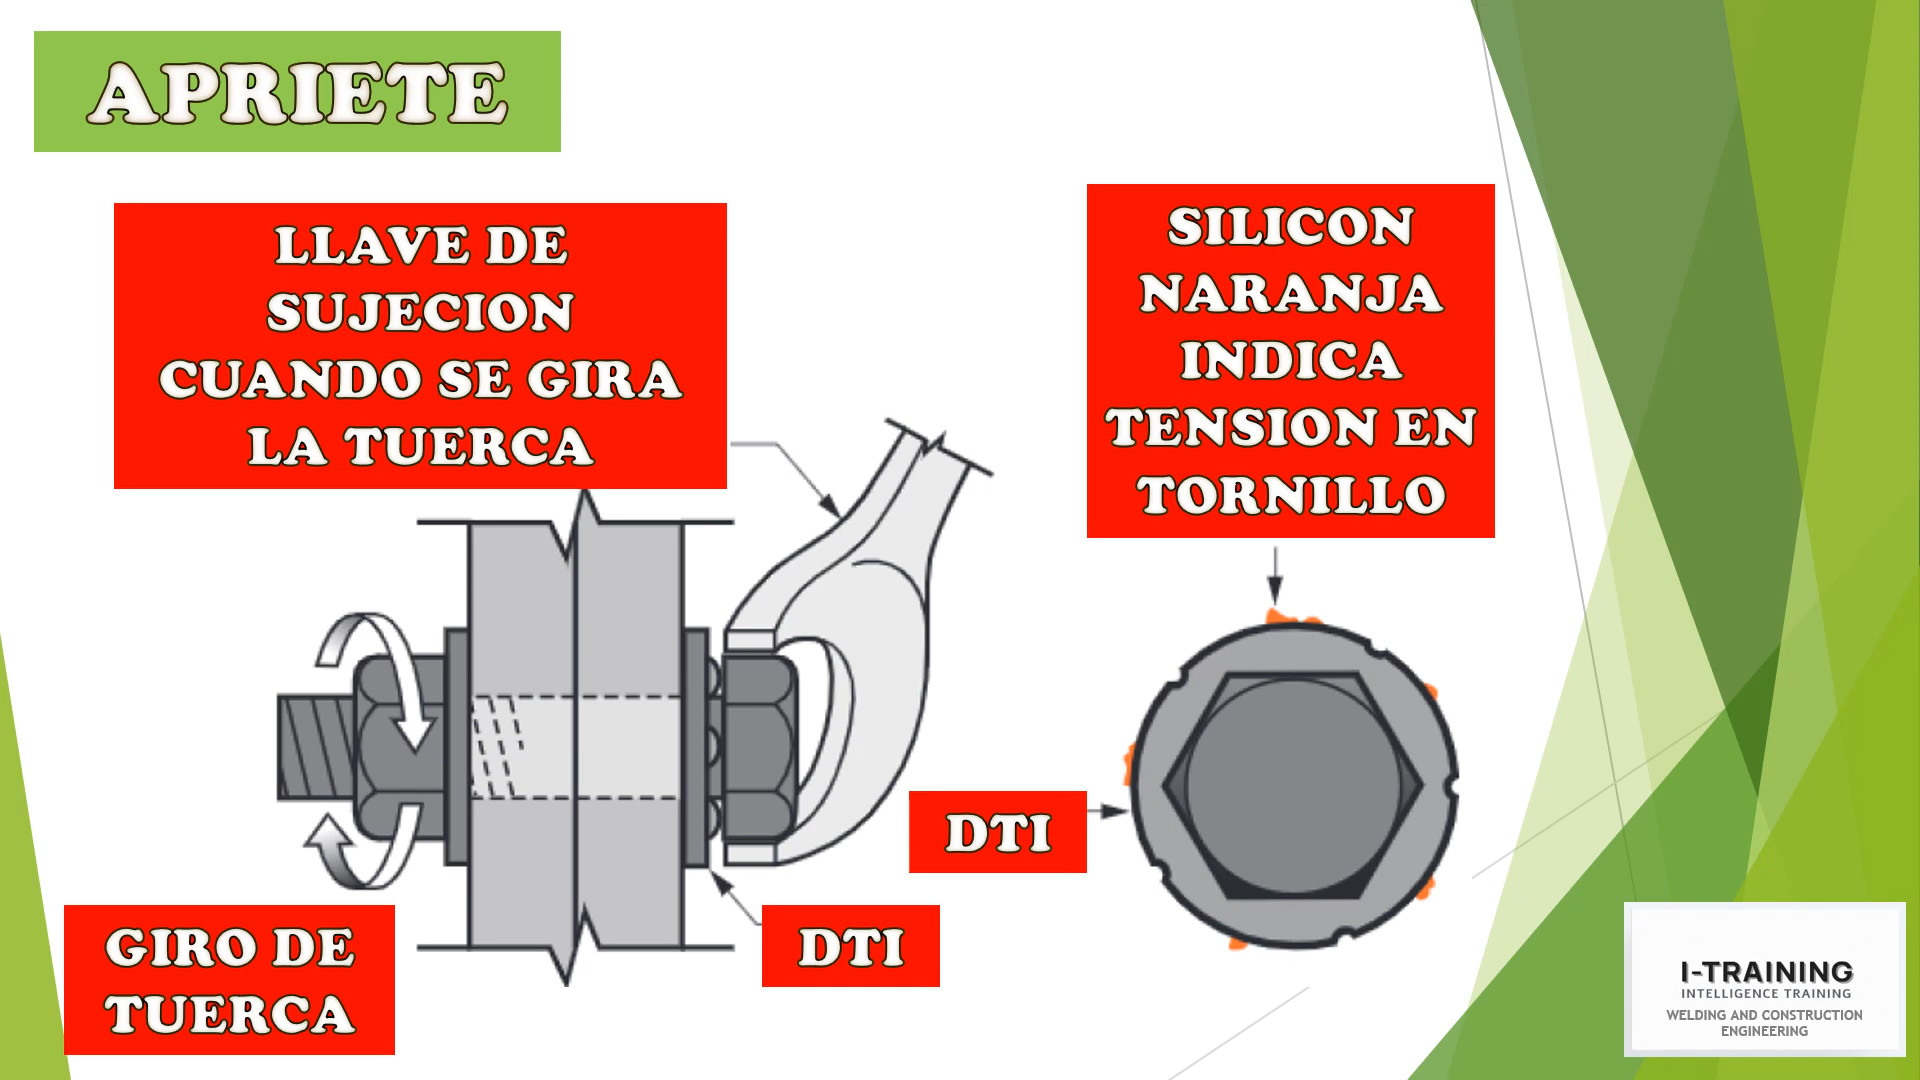 APRIETE
LLAVE DE
SUJECION
CUANDO SE GIRA
LA TUERCA
SILICON
NARANJA
INDICA
TENSION EN
TORNILLO
DTI
DTI
GIRO DE
TUERCA
I-TRAINING
INTELLIGENCE TRAINING
WELDING AND CONSTRUCTION
ENGINEERING